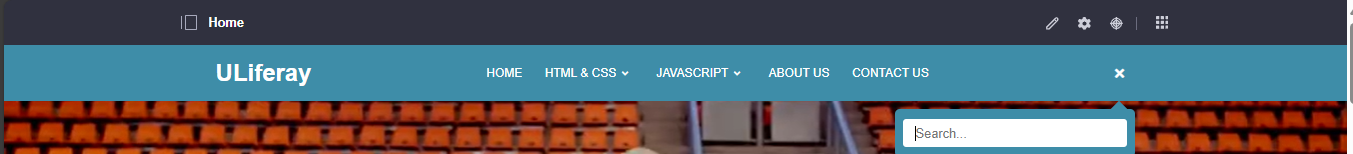 Home
ULiferay HOME HTML & CSS JAVASCRIPT ABOUT US CONTACT US
Search...